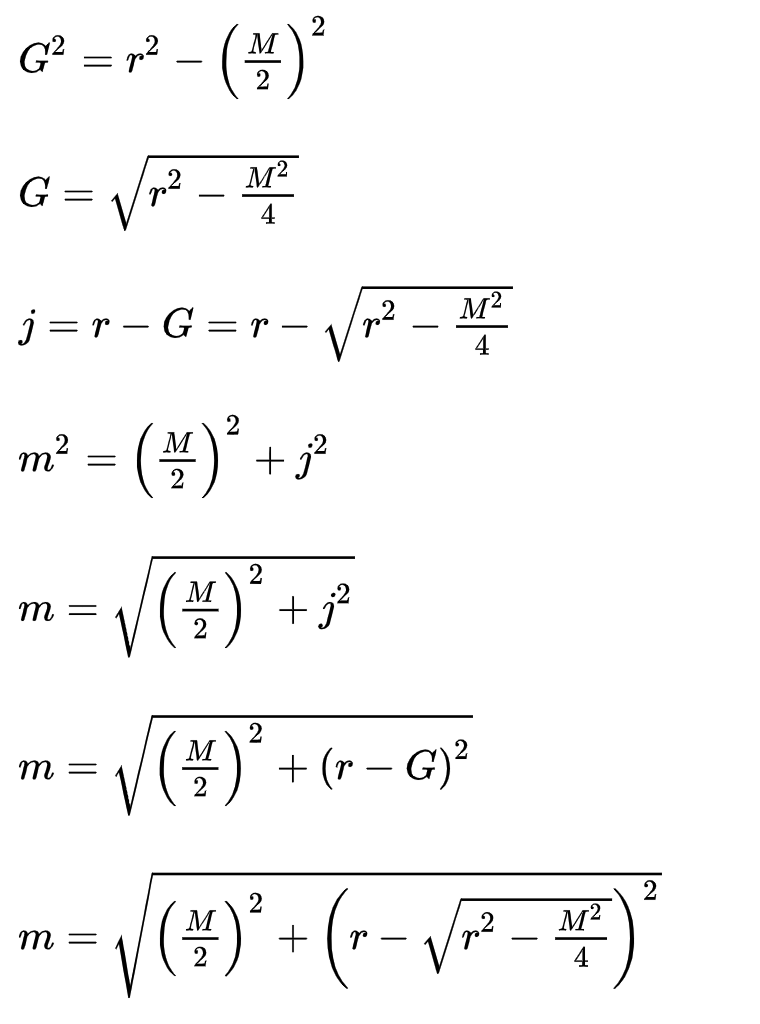 G² = r² − (M/2)²
G = √(r² − M²/4)
j = r − G = r − √(r² − M²/4)
m² = (M/2)² + j²
m = √((M/2)² + j²)
m = √((M/2)² + (r − G)²)
m = √((M/2)² + (r − √(r² − M²/4))²)